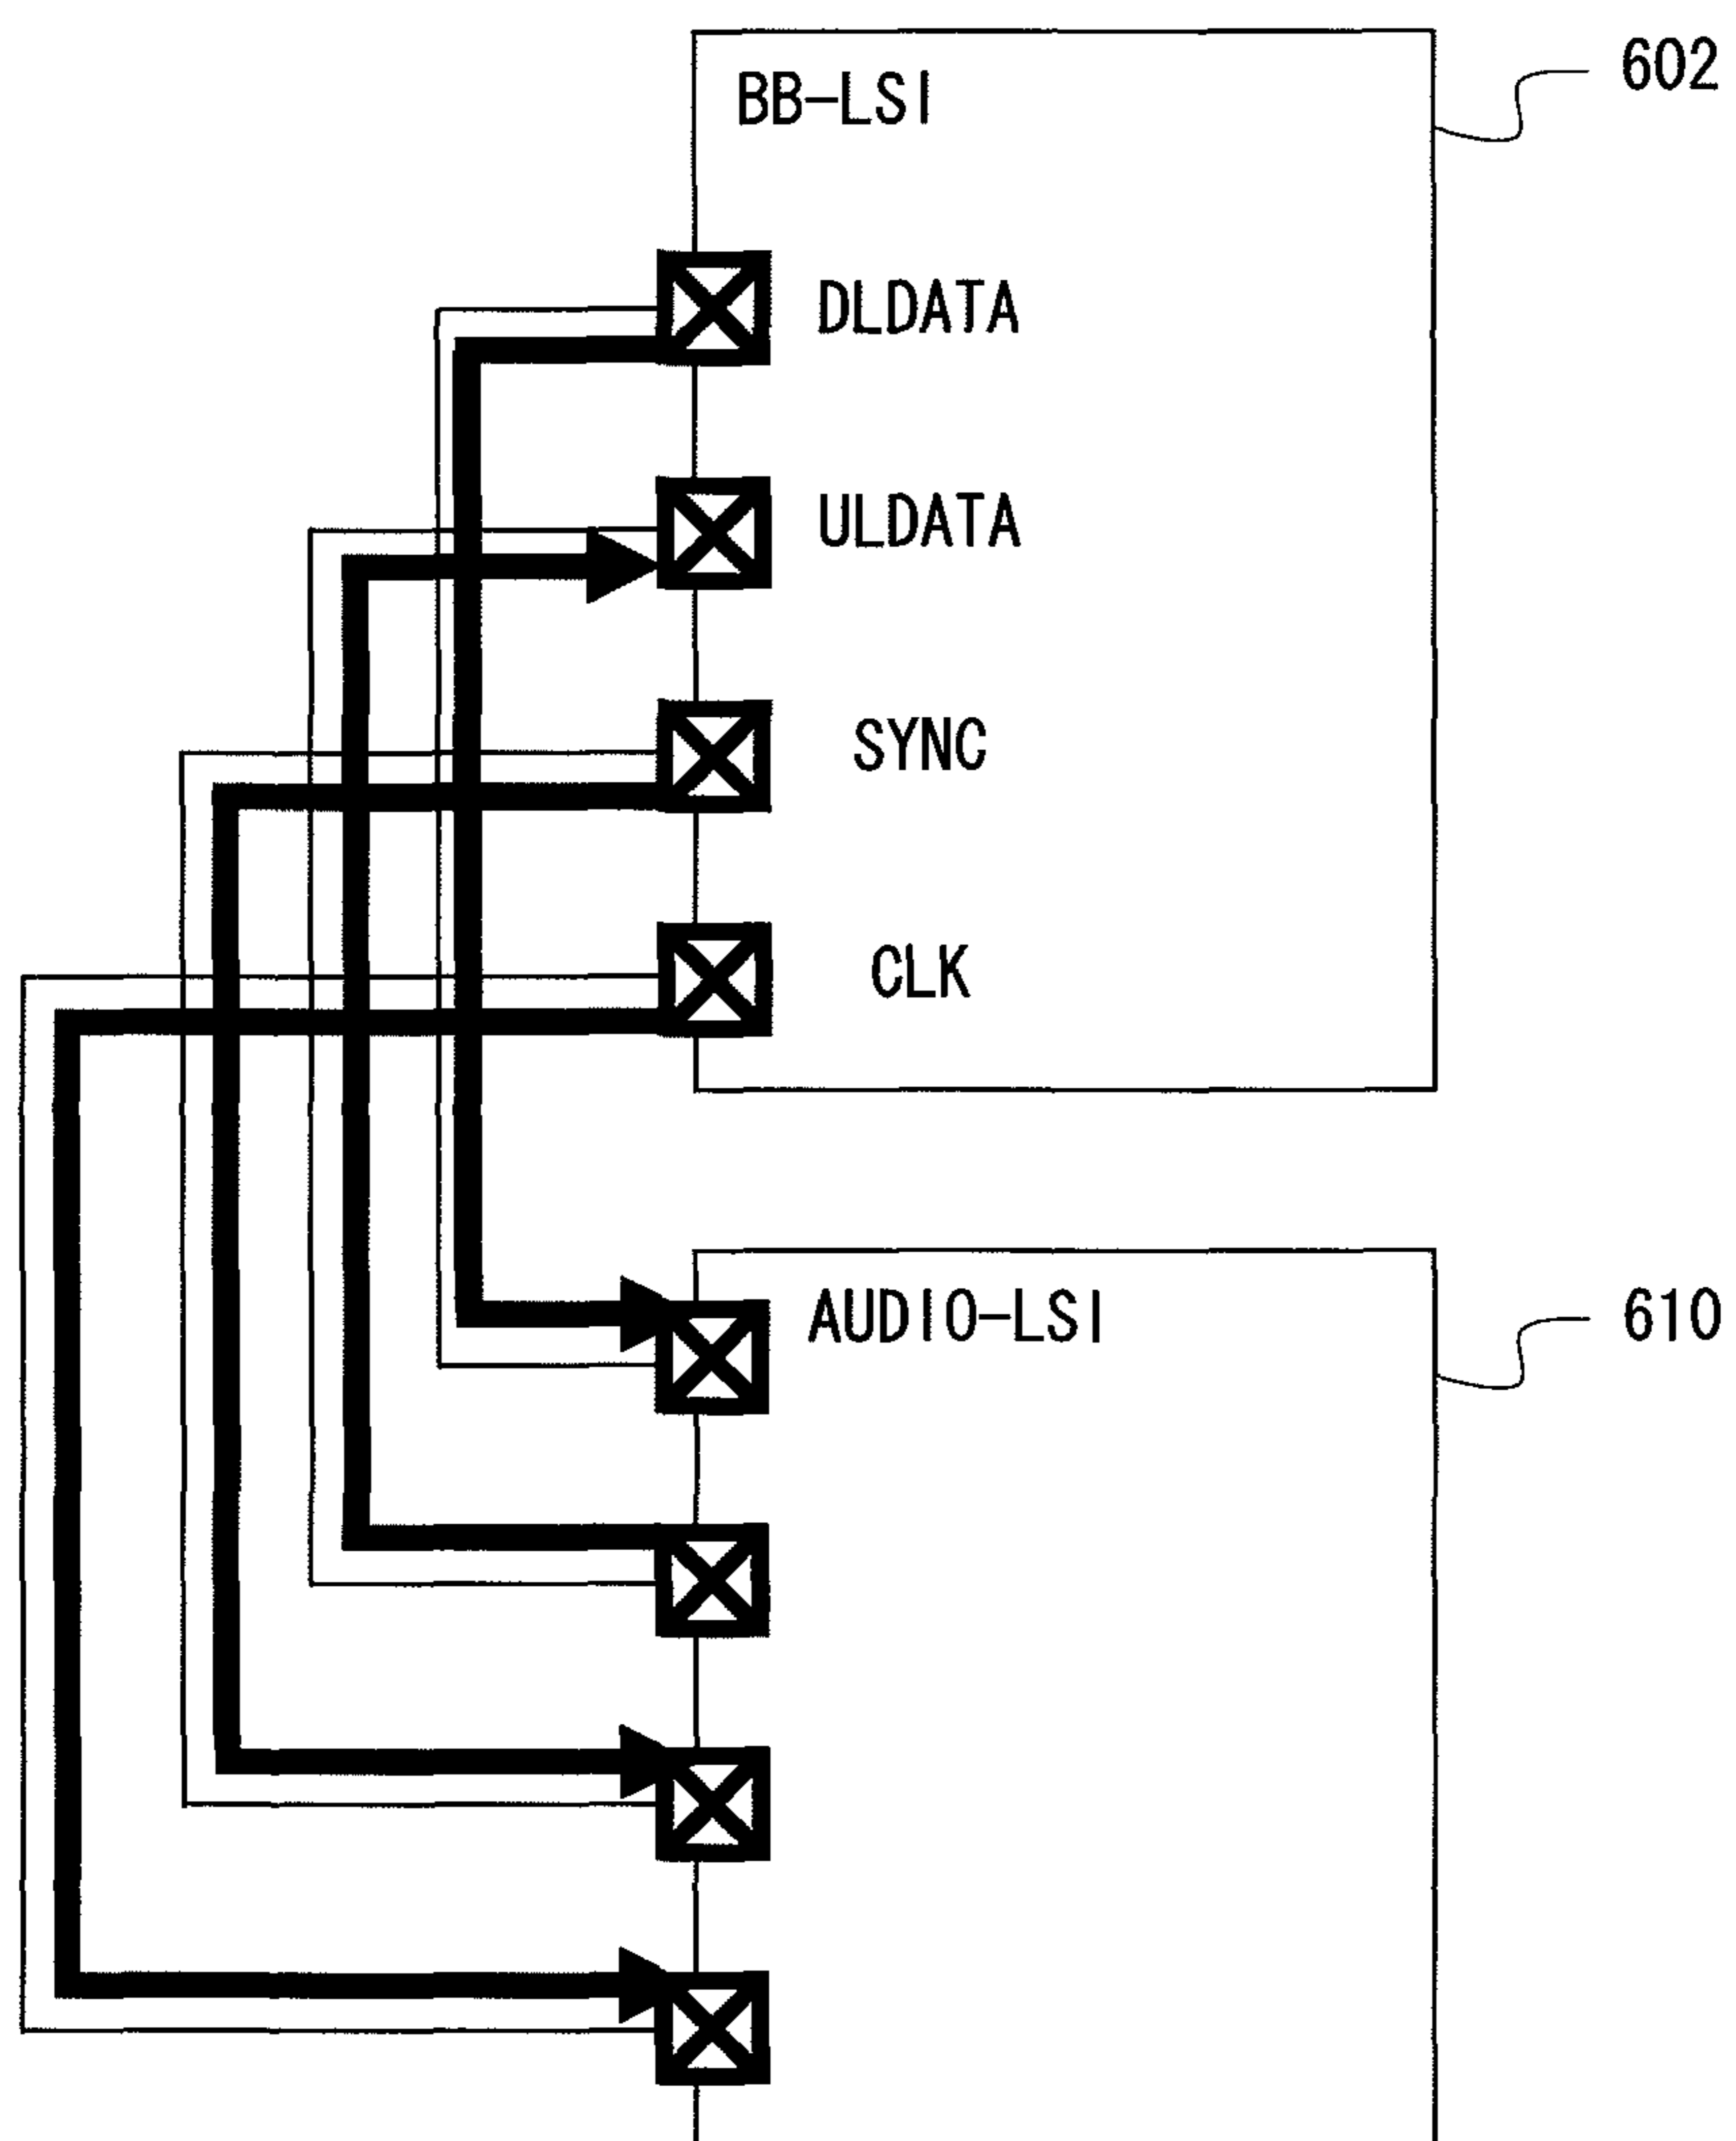 602
BB-LSI
DLDATA
ULDATA
SYNC
CLK
AUDIO-LSI
610